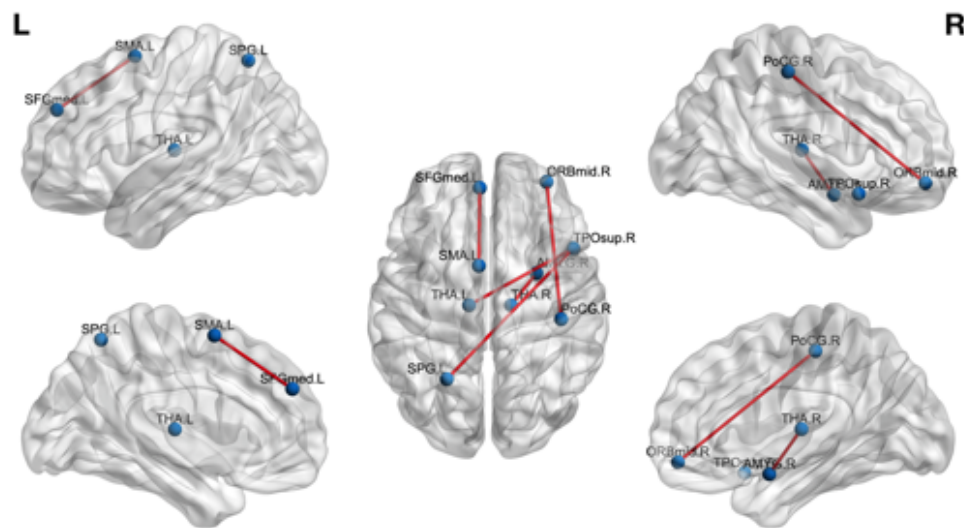 L
R
SMA.L
SPG.L
SFGmed.L
THA.L
PoCG.R
THA.R
TPOsup.R
ORBmid.R
SFGmed.L
ORBmid.R
TPOsup.R
SMA.L
THA.L
THA.R
PoCG.R
SPG.L
SPG.L
SMA.L
SFGmed.L
THA.L
PoCG.R
THA.R
ORBmid.R